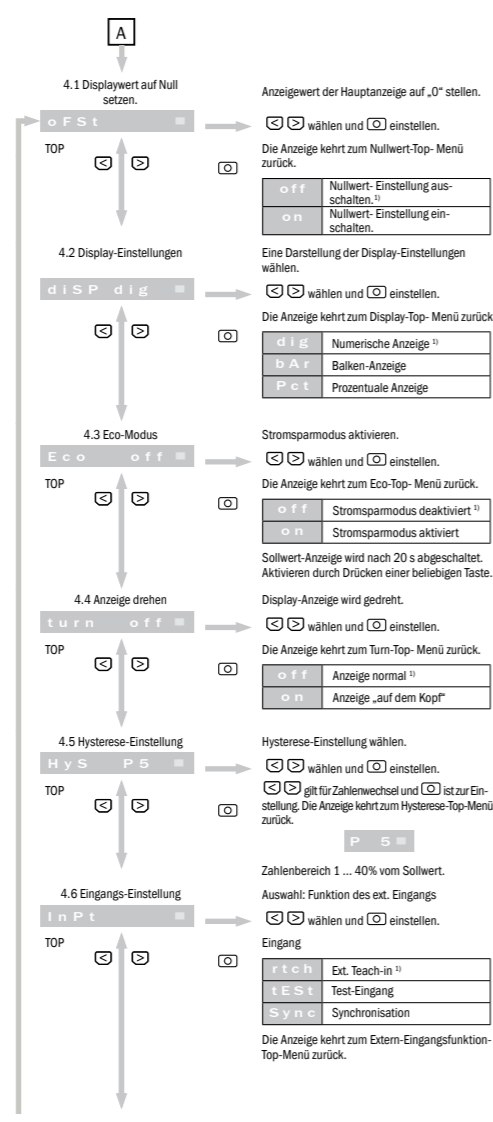 A
4.1 Displaywert auf Null
setzen.
oFSt
TOP
Anzeigewert der Hauptanzeige auf „0“ stellen.
wählen und einstellen.
Die Anzeige kehrt zum Nullwert-Top- Menü
zurück.
off Nullwert- Einstellung aus-
schalten.¹⁾
on Nullwert- Einstellung ein-
schalten.
4.2 Display-Einstellungen
diSP dig
Eine Darstellung der Display-Einstellungen
wählen.
wählen und einstellen.
Die Anzeige kehrt zum Display-Top- Menü zurück
dig Numerische Anzeige ¹⁾
bAr Balken-Anzeige
Pct Prozentuale Anzeige
4.3 Eco-Modus
Eco off
TOP
Stromsparmodus aktivieren.
wählen und einstellen.
Die Anzeige kehrt zum Eco-Top- Menü zurück.
off Stromsparmodus deaktiviert ¹⁾
on Stromsparmodus aktiviert
Sollwert-Anzeige wird nach 20 s abgeschaltet.
Aktivieren durch Drücken einer beliebigen Taste.
4.4 Anzeige drehen
turn off
TOP
Display-Anzeige wird gedreht.
wählen und einstellen.
Die Anzeige kehrt zum Turn-Top- Menü zurück.
off Anzeige normal ¹⁾
on Anzeige „auf dem Kopf“
4.5 Hysterese-Einstellung
HyS P5
TOP
Hysterese-Einstellung wählen.
wählen und einstellen.
gilt für Zahlenwechsel und ist zur Ein-
stellung. Die Anzeige kehrt zum Hysterese-Top-Menü
zurück.
P 5
Zahlenbereich 1 ... 40% vom Sollwert.
4.6 Eingangs-Einstellung
InPt
TOP
Auswahl: Funktion des ext. Eingangs
wählen und einstellen.
Eingang
rtch Ext. Teach-in ¹⁾
tESt Test-Eingang
Sync Synchronisation
Die Anzeige kehrt zum Extern-Eingangsfunktion-
Top-Menü zurück.